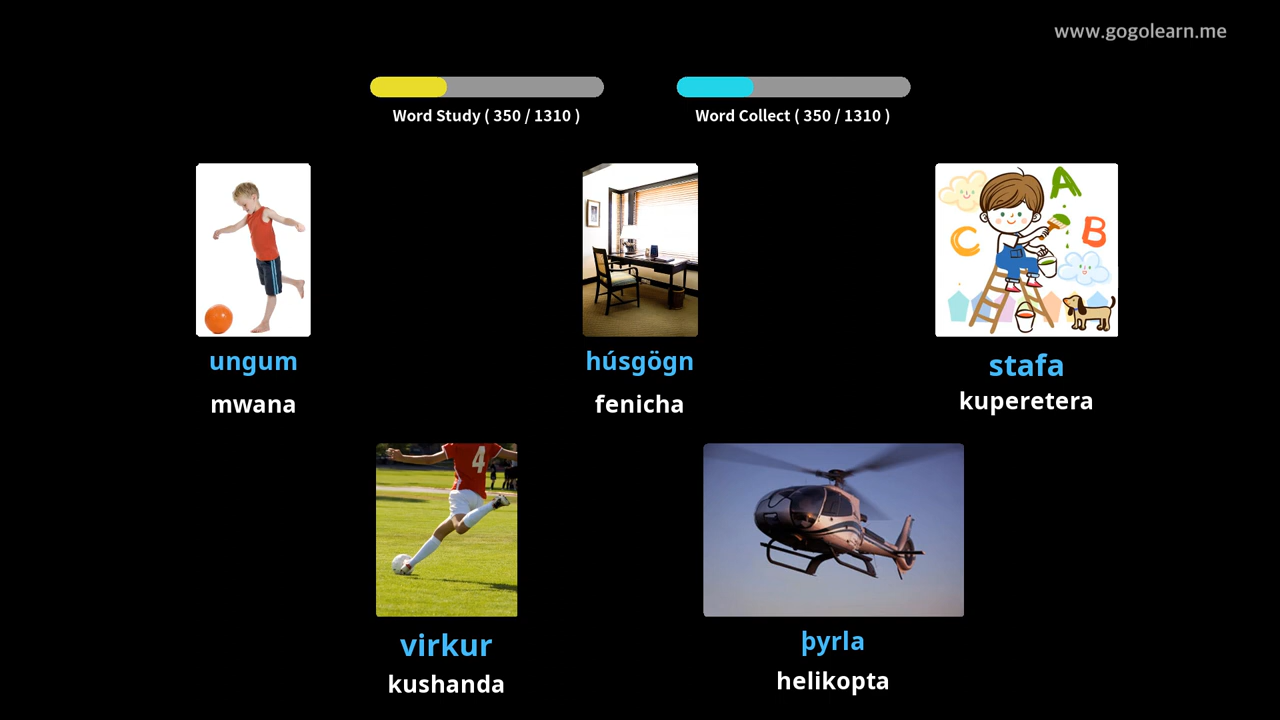 www.gogolearn.me
Word Study ( 350 / 1310 )
Word Collect ( 350 / 1310 )
A
B
C
ungum
mwana
húsgögn
fenicha
stafa
kuperetera
4
virkur
kushanda
þyrla
helikopta